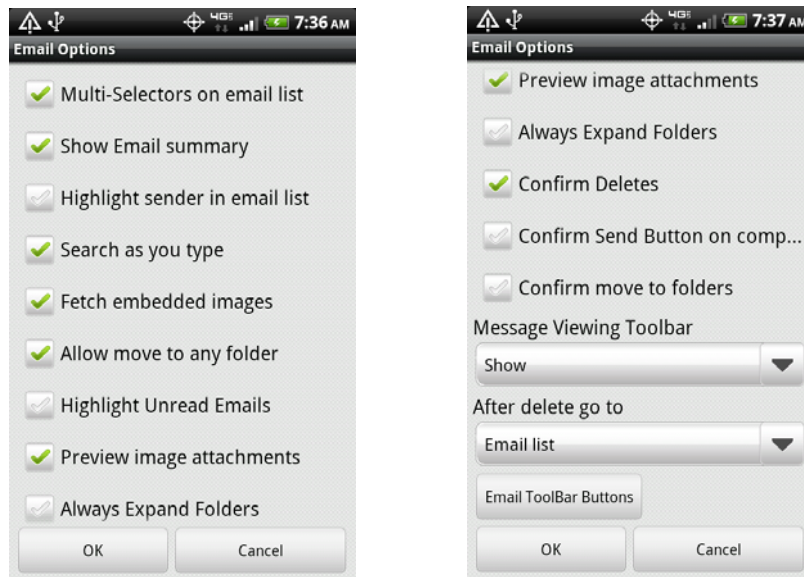 4G
7:36 AM
Email Options
Multi-Selectors on email list
Show Email summary
Highlight sender in email list
Search as you type
Fetch embedded images
Allow move to any folder
Highlight Unread Emails
Preview image attachments
Always Expand Folders
OK
Cancel
4G
7:37 AM
Email Options
Preview image attachments
Always Expand Folders
Confirm Deletes
Confirm Send Button on comp...
Confirm move to folders
Message Viewing Toolbar
Show
After delete go to
Email list
Email ToolBar Buttons
OK
Cancel